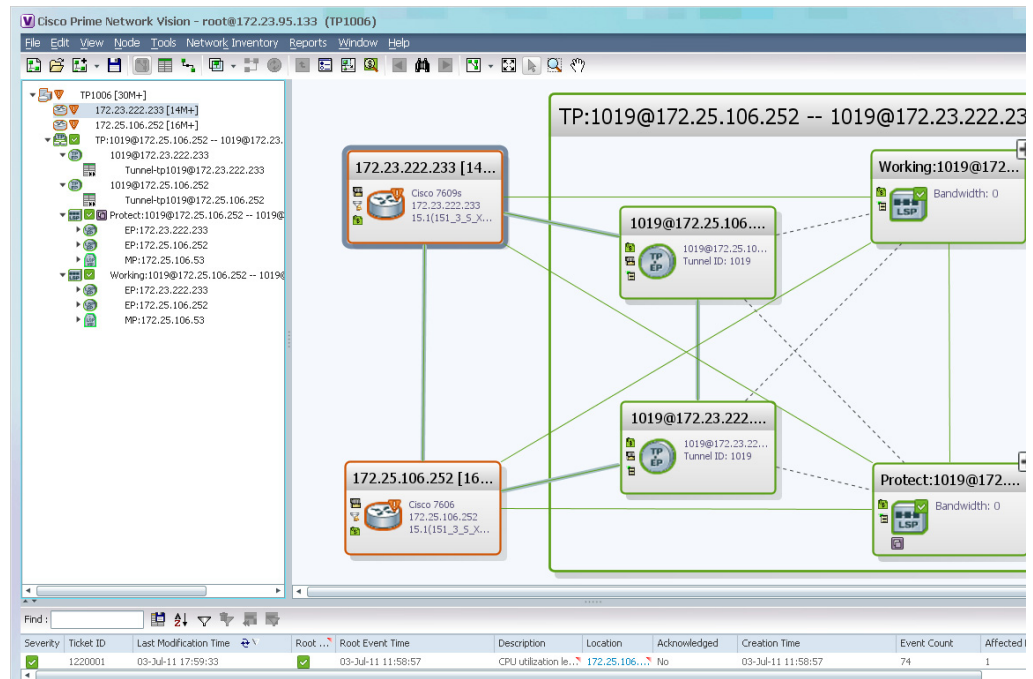 Cisco Prime Network Vision - root@172.23.95.133 (TP1006)
File Edit View Node Tools Network Inventory Reports Window Help
TP1006 [30M+]
172.23.222.233 [14M+]
172.25.106.252 [16M+]
TP:1019@172.25.106.252 -- 1019@172.23.
1019@172.23.222.233
Tunnel-tp1019@172.23.222.233
1019@172.25.106.252
Tunnel-tp1019@172.25.106.252
Protect:1019@172.25.106.252 -- 1019@
EP:172.23.222.233
EP:172.25.106.252
MP:172.25.106.53
Working:1019@172.25.106.252 -- 1019@
EP:172.23.222.233
EP:172.25.106.252
MP:172.25.106.53
TP:1019@172.25.106.252 -- 1019@172.23.222.23
172.23.222.233 [14...
Cisco 7609s
172.23.222.233
15.1(151_3_S_X...
1019@172.25.106....
TP
EP
1019@172.25.10...
Tunnel ID: 1019
Working:1019@172...
LSP
Bandwidth: 0
1019@172.23.222....
TP
EP
1019@172.23.22...
Tunnel ID: 1019
172.25.106.252 [16...
Cisco 7606
172.25.106.252
15.1(151_3_S_X...
Protect:1019@172....
LSP
Bandwidth: 0
Find :
Severity Ticket ID Last Modification Time Root ... Root Event Time Description Location Acknowledged Creation Time Event Count Affected
1220001 03-Jul-11 17:59:33 03-Jul-11 11:58:57 CPU utilization le... 172.25.106... No 03-Jul-11 11:58:57 74 1